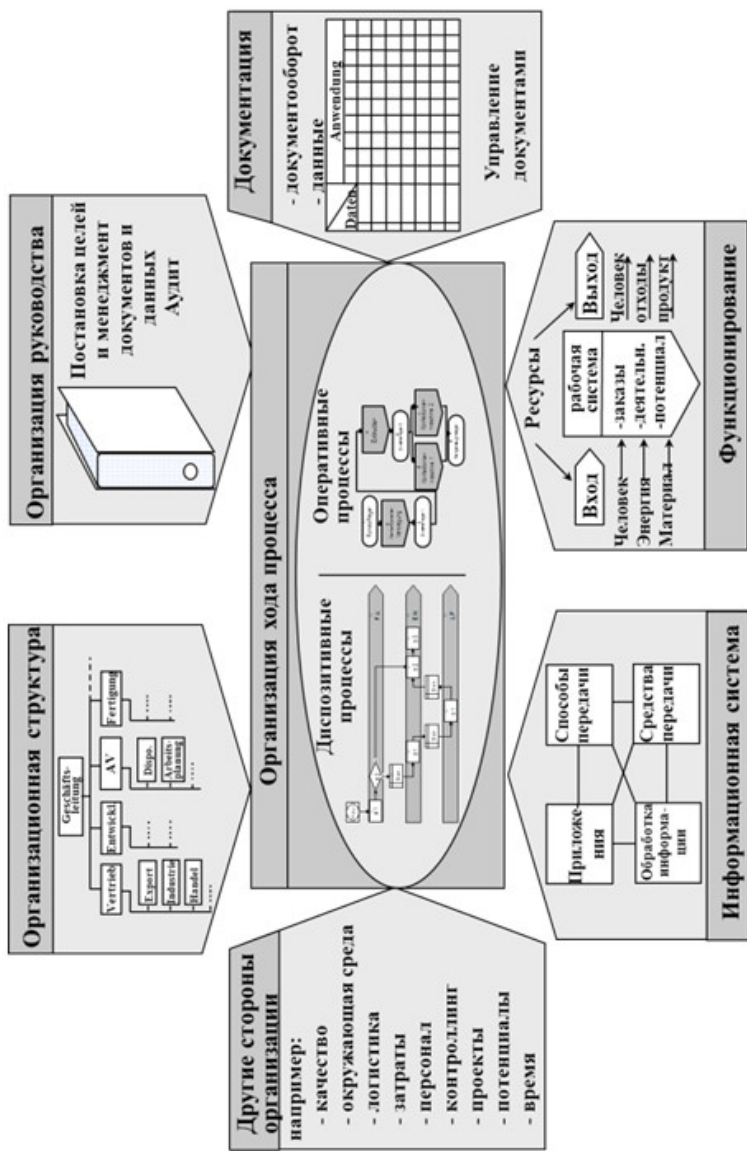 Организационная структура
Geschäfts-
leitung
Vertrieb
Entwickl
AV
Fertigung
Export
Industrie
Handel
Dispo.
Arbeits-
planung
Организация руководства
Постановка целей
и менеджмент
документов и
данных
Аудит
Другие стороны
организации
например:
- качество
- окружающая среда
- логистика
- затраты
- персонал
- контроллинг
- проекты
- потенциалы
- время
Организация хода процесса
Диспозитивные
процессы
Оперативные
процессы
Документация
- документооборот
- данные
Daten
Anwendung
Управление
документами
Приложе-
ния
Способы
передачи
Обработка
информа-
ции
Средства
передачи
Информационная система
Ресурсы
Вход
Выход
рабочая
система
-заказы
-деятельн.
-потенциал
Человек
Энергия
Материал
Человек
отходы
продукт
Функционирование